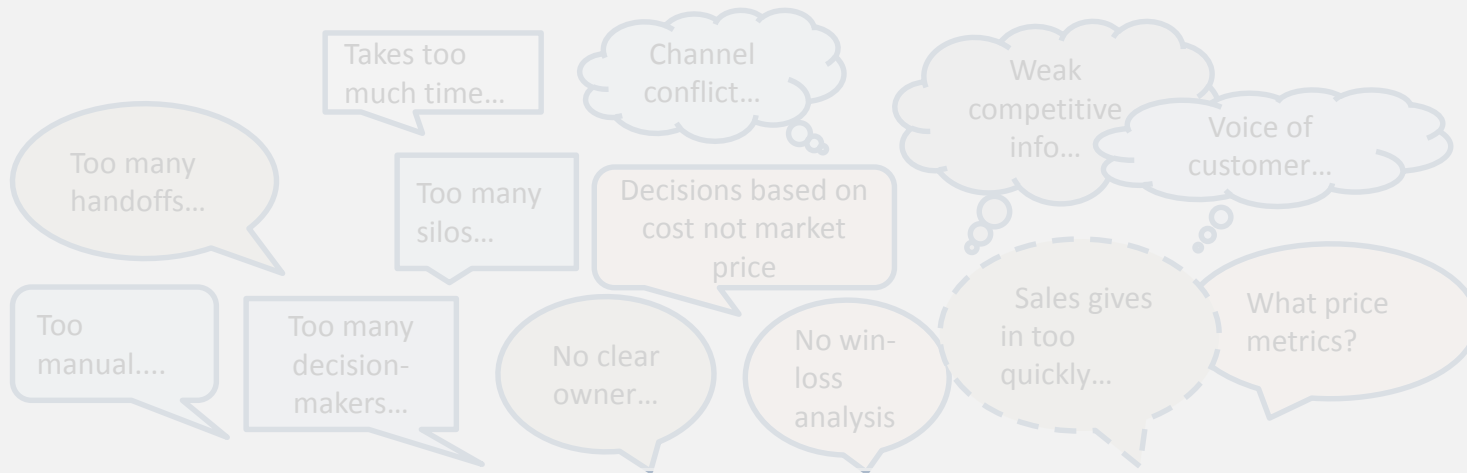 Takes too
much time…
Channel
conflict…
Weak
competitive
info…
Voice of
customer…
Too many
handoffs…
Too many
silos…
Decisions based on
cost not market
price
Too
manual....
Too many
decision-
makers…
No clear
owner…
No win-
loss
analysis
Sales gives
in too
quickly…
What price
metrics?